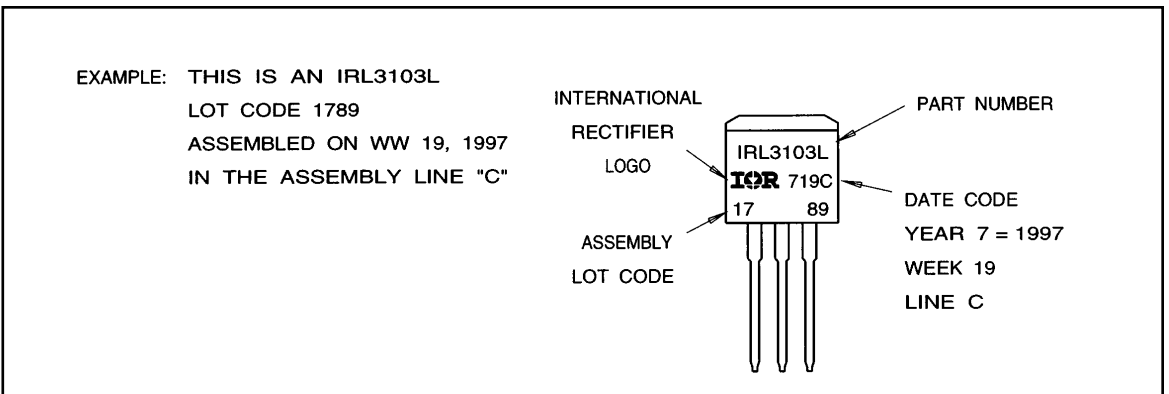 EXAMPLE: THIS IS AN IRL3103L
LOT CODE 1789
ASSEMBLED ON WW 19, 1997
IN THE ASSEMBLY LINE "C"
INTERNATIONAL
RECTIFIER
LOGO
ASSEMBLY
LOT CODE
IRL3103L
IOR 719C
17 89
PART NUMBER
DATE CODE
YEAR 7 = 1997
WEEK 19
LINE C